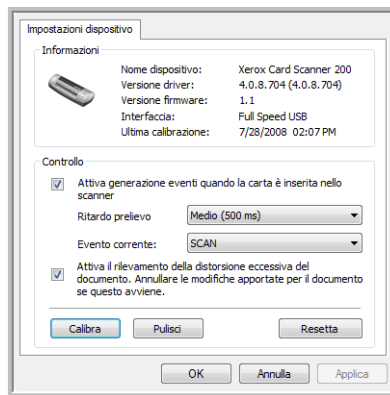 Impostazioni dispositivo
Informazioni
Nome dispositivo: Xerox Card Scanner 200
Versione driver: 4.0.8.704 (4.0.8.704)
Versione firmware: 1.1
Interfaccia: Full Speed USB
Ultima calibrazione: 7/28/2008 02:07 PM
Controllo
Attiva generazione eventi quando la carta è inserita nello
scanner
Ritardo prelievo Medio (500 ms)
Evento corrente: SCAN
Attiva il rilevamento della distorsione eccessiva del
documento. Annullare le modifiche apportate per il documento
se questo avviene.
Calibra Pulisci Resetta
OK Annulla Applica